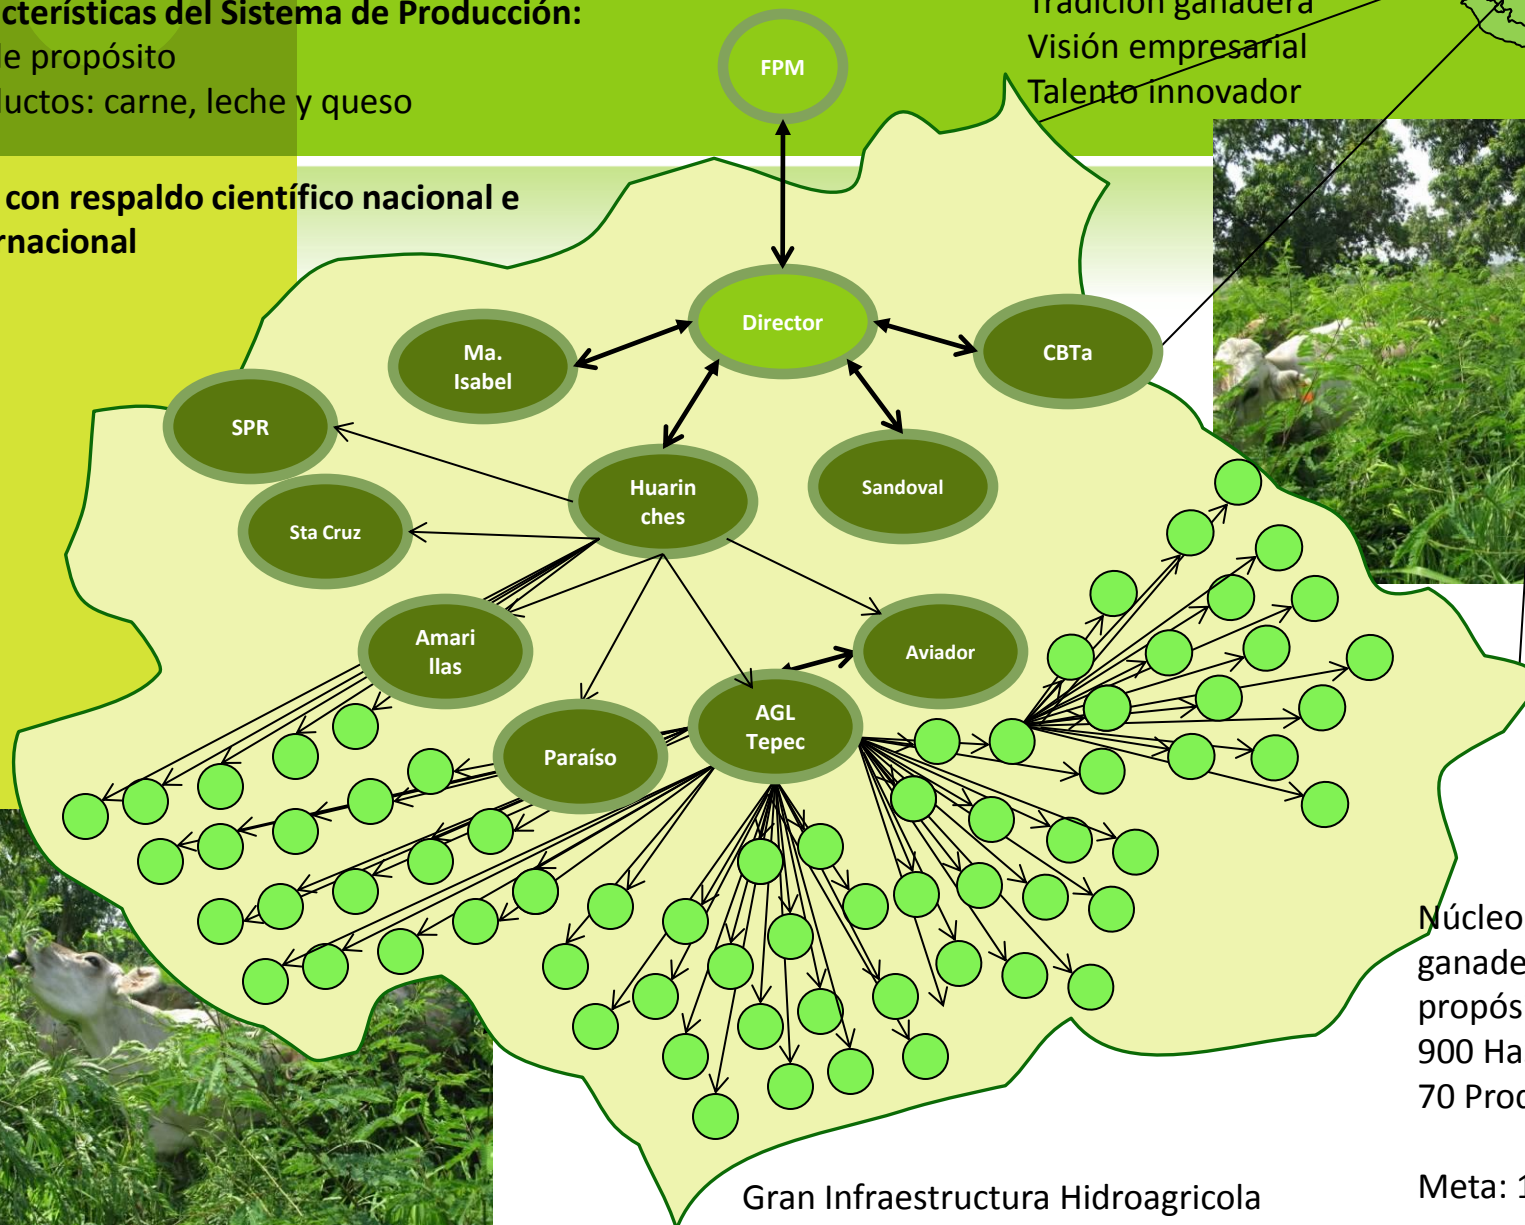 cterísticas del Sistema de Producción:
le propósito
luctos: carne, leche y queso
con respaldo científico nacional e
rnacional
Tradición ganadera
Visión empresarial
Talento innovador
FPM
Director
Ma.
Isabel
CBTa
SPR
Huarin
ches
Sandoval
Sta Cruz
Amari
llas
Aviador
AGL
Tepec
Paraíso
Núcleo
ganade
propós
900 Ha
70 Prod
Meta: 1
Gran Infraestructura Hidroagricola